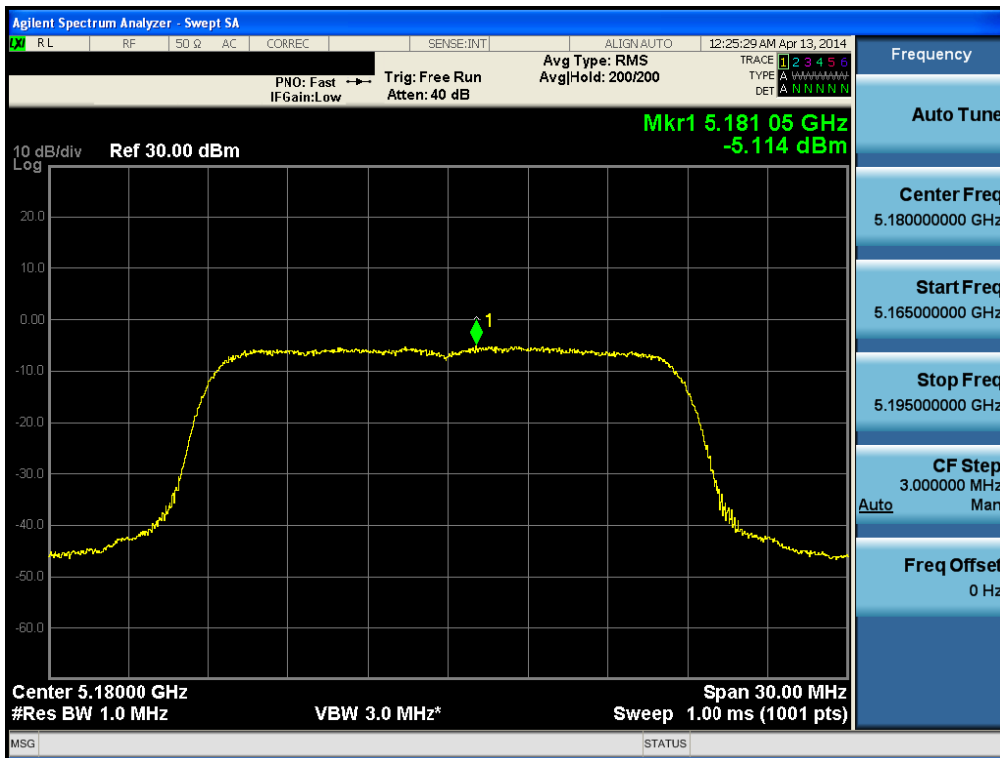 Agilent Spectrum Analyzer - Swept SA
LXI RL RF 50 Ω AC CORREC SENSE:INT ALIGNAUTO 12:25:29 AM Apr 13, 2014
PNO: Fast
IFGain:Low
Trig: Free Run
Atten: 40 dB
Avg Type: RMS
Avg|Hold: 200/200
TRACE 1 2 3 4 5 6
TYPE A WWWWW
DET A N N N N N
Mkr1 5.181 05 GHz
-5.114 dBm
10 dB/div Ref 30.00 dBm
Log
20.0
10.0
0.00
1
-10.0
-20.0
-30.0
-40.0
-50.0
-60.0
Center 5.18000 GHz Span 30.00 MHz
#Res BW 1.0 MHz VBW 3.0 MHz* Sweep 1.00 ms (1001 pts)
MSG STATUS
Frequency
Auto Tune
Center Freq
5.180000000 GHz
Start Freq
5.165000000 GHz
Stop Freq
5.195000000 GHz
CF Step
3.000000 MHz
Auto Man
Freq Offset
0 Hz